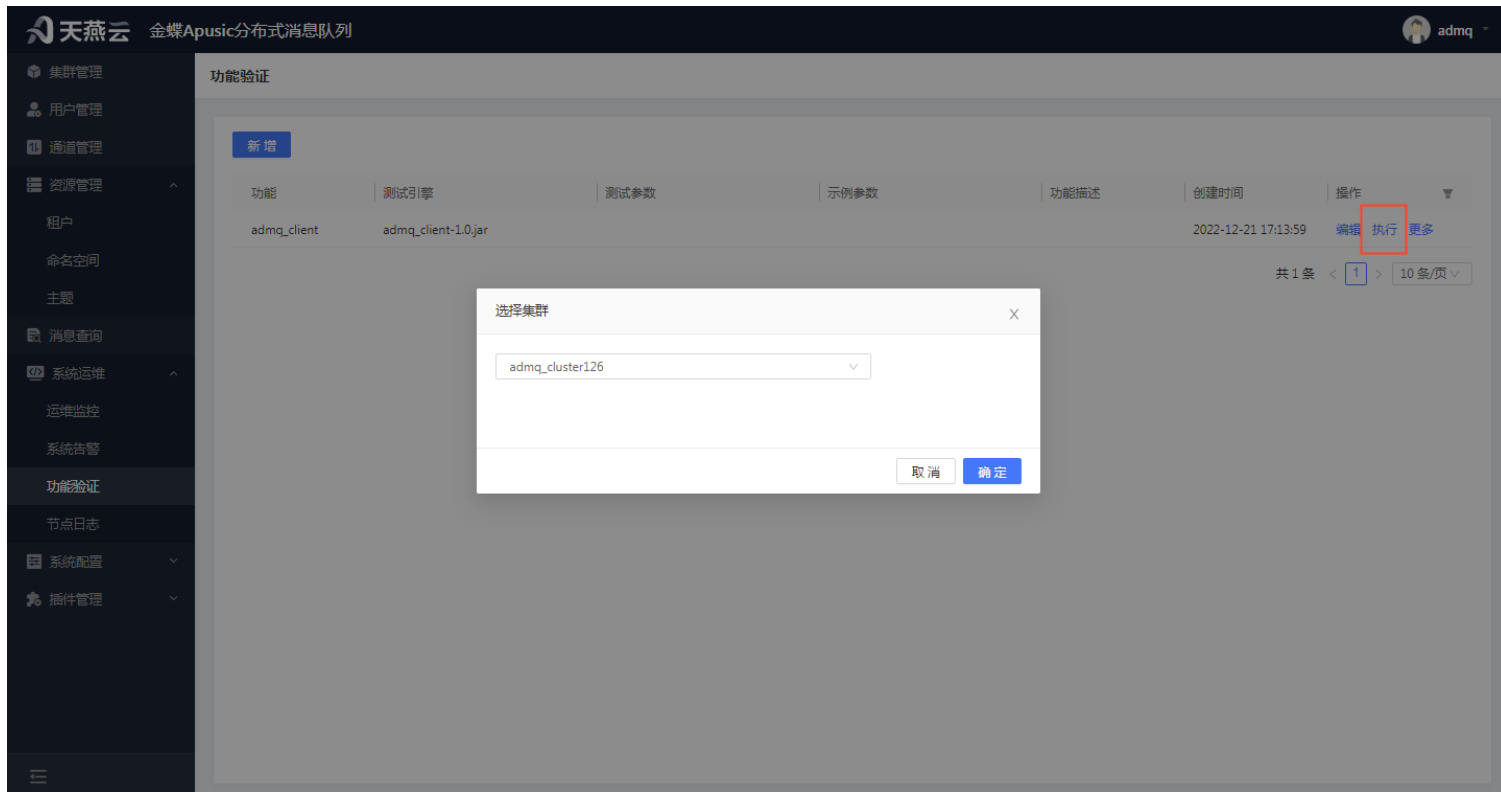 天燕云 金蝶Apusic分布式消息队列 admq
集群管理
用户管理
通道管理
资源管理
租户
命名空间
主题
消息查询
系统运维
运维监控
系统告警
功能验证
节点日志
系统配置
插件管理
功能验证
新增
功能 测试引擎 测试参数 示例参数 功能描述 创建时间 操作
admq_client admq_client-1.0.jar 2022-12-21 17:13:59 编辑 执行 更多
共1条 < 1 > 10条/页
选择集群 X
admq_cluster126
取消 确定